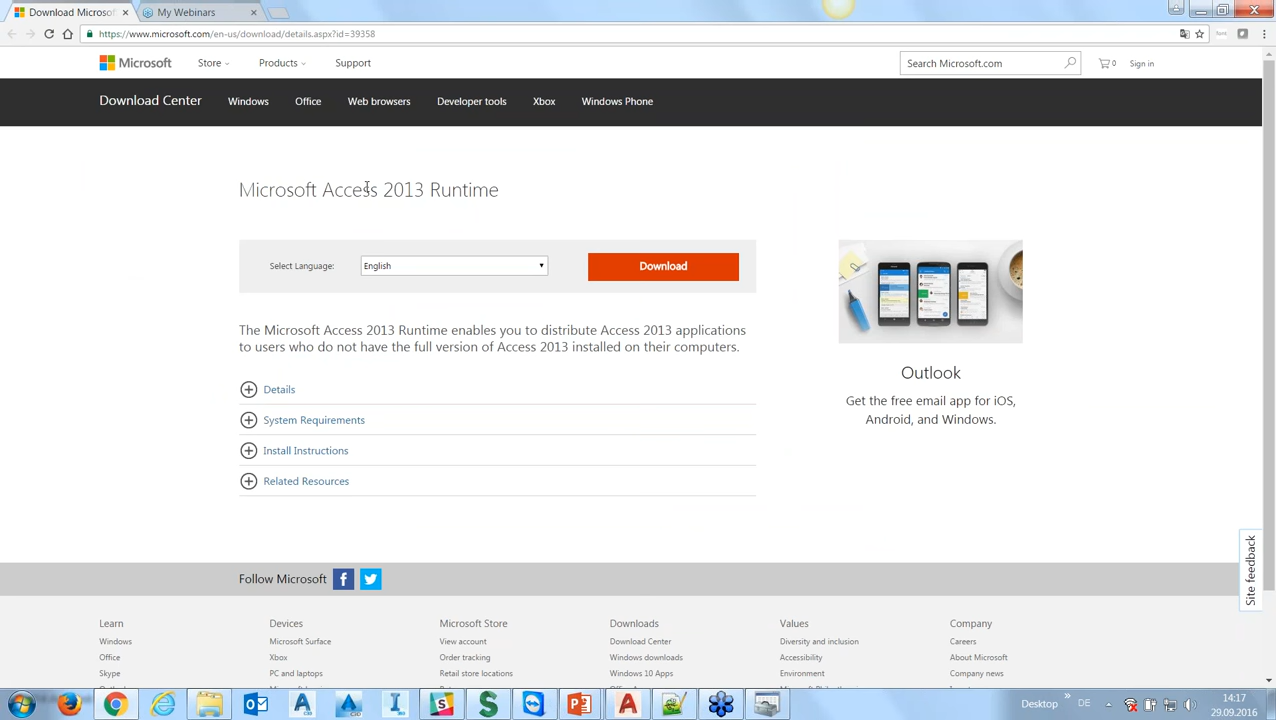 Download Microsoft
My Webinars
https://www.microsoft.com/en-us/download/details.aspx?id=39358
Microsoft
Store
Products
Support
Search Microsoft.com
0
Sign in
Download Center
Windows
Office
Web browsers
Developer tools
Xbox
Windows Phone
Microsoft Access 2013 Runtime
Select Language:
English
Download
The Microsoft Access 2013 Runtime enables you to distribute Access 2013 applications
to users who do not have the full version of Access 2013 installed on their computers.
Details
System Requirements
Install Instructions
Related Resources
Outlook
Get the free email app for iOS,
Android, and Windows.
Site feedback
Follow Microsoft
Learn
Devices
Microsoft Store
Downloads
Values
Company
Windows
Microsoft Surface
View account
Download Center
Diversity and inclusion
Careers
Office
Xbox
Order tracking
Windows downloads
Accessibility
About Microsoft
Skype
PC and laptops
Retail store locations
Windows 10 Apps
Environment
Company news
Desktop
DE
14:17
29.09.2016